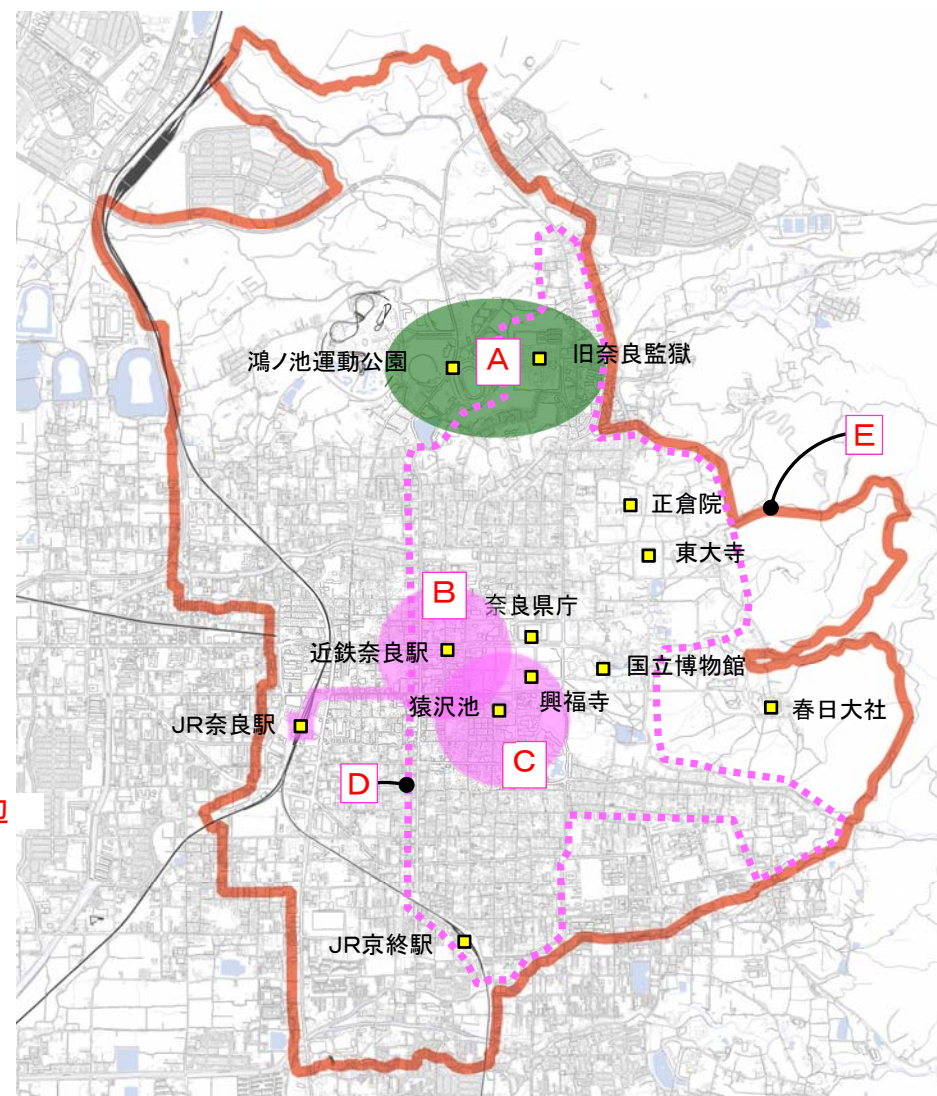 鴻ノ池運動公園
A
旧奈良監獄
E
正倉院
東大寺
B
奈良県庁
近鉄奈良駅
国立博物館
猿沢池
興福寺
春日大社
JR奈良駅
C
D
JR京終駅